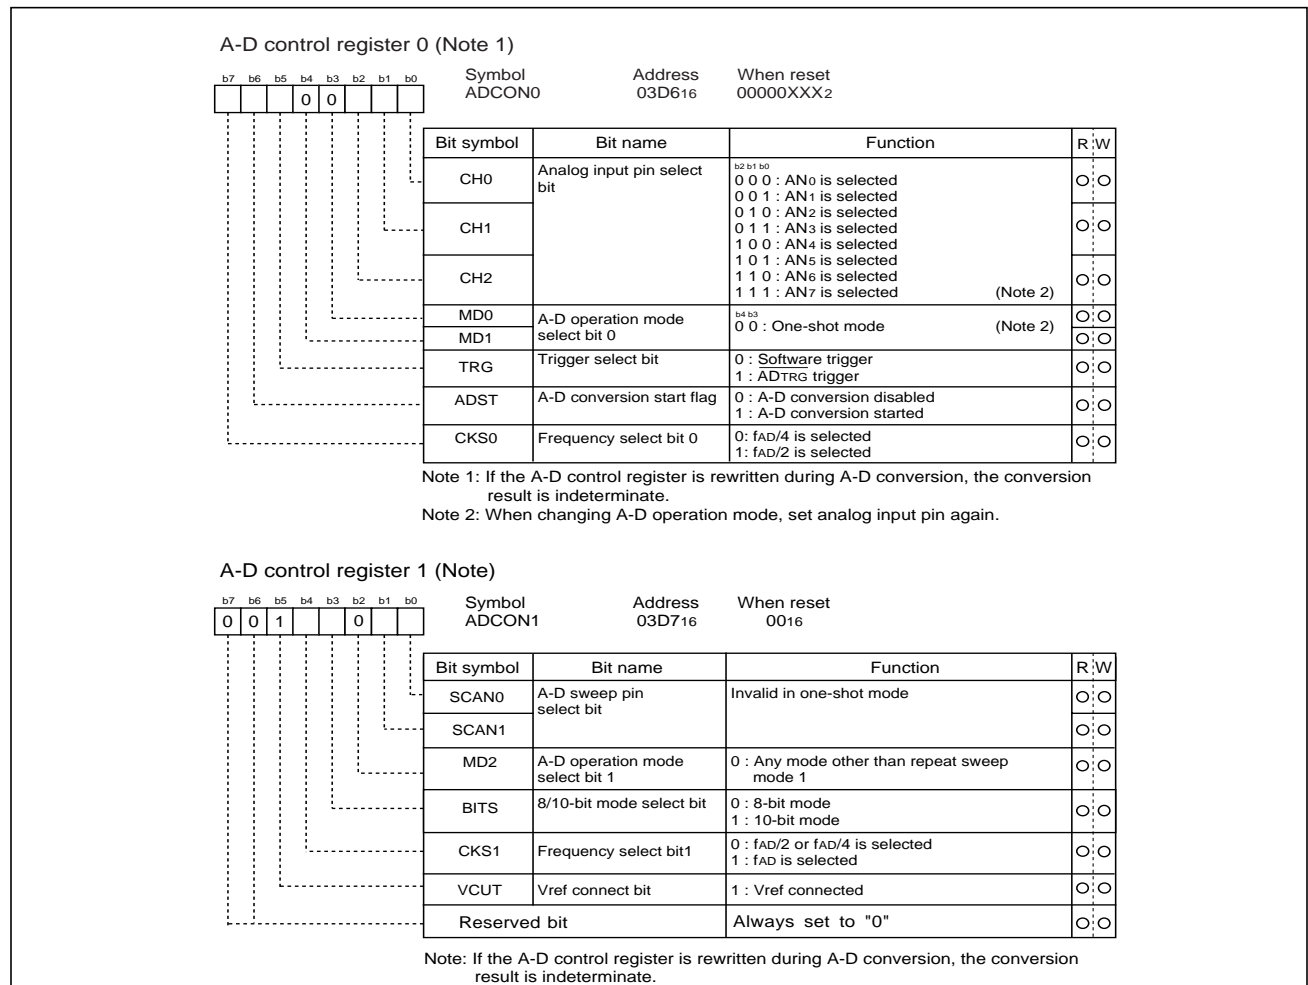 A-D control register 0 (Note 1)
b7 b6 b5 b4 b3 b2 b1 b0
0 0
Symbol Address When reset
ADCON0 03D616 00000XXX2
Bit symbol Bit name Function R W
CH0 Analog input pin select bit
b2 b1 b0
0 0 0 : AN0 is selected
0 0 1 : AN1 is selected
0 1 0 : AN2 is selected
0 1 1 : AN3 is selected
1 0 0 : AN4 is selected
1 0 1 : AN5 is selected
1 1 0 : AN6 is selected
1 1 1 : AN7 is selected (Note 2)
CH1
CH2
MD0
MD1
A-D operation mode
select bit 0
b4 b3
0 0 : One-shot mode (Note 2)
TRG Trigger select bit
0 : Software trigger
1 : ADTRG trigger
ADST A-D conversion start flag
0 : A-D conversion disabled
1 : A-D conversion started
CKS0 Frequency select bit 0
0: fAD/4 is selected
1: fAD/2 is selected
Note 1: If the A-D control register is rewritten during A-D conversion, the conversion
result is indeterminate.
Note 2: When changing A-D operation mode, set analog input pin again.
A-D control register 1 (Note)
b7 b6 b5 b4 b3 b2 b1 b0
0 0 1 0
Symbol Address When reset
ADCON1 03D716 0016
Bit symbol Bit name Function R W
SCAN0
SCAN1
A-D sweep pin
select bit
Invalid in one-shot mode
MD2
A-D operation mode
select bit 1
0 : Any mode other than repeat sweep
mode 1
BITS 8/10-bit mode select bit
0 : 8-bit mode
1 : 10-bit mode
CKS1 Frequency select bit1
0 : fAD/2 or fAD/4 is selected
1 : fAD is selected
VCUT Vref connect bit 1 : Vref connected
Reserved bit Always set to "0"
Note: If the A-D control register is rewritten during A-D conversion, the conversion
result is indeterminate.